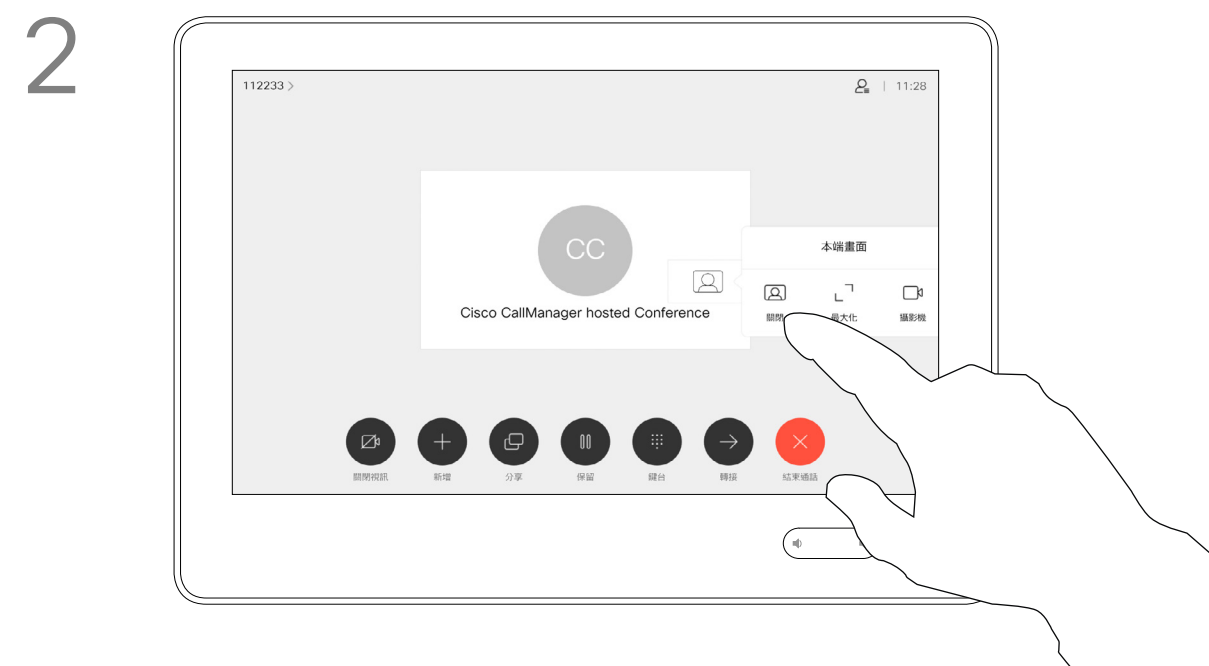 2
112233
11:28
CC
Cisco CallManager hosted Conference
本端畫面
關閉
最大化
攝影機
關閉視訊
新增
分享
保留
鍵台
轉接
結束通話